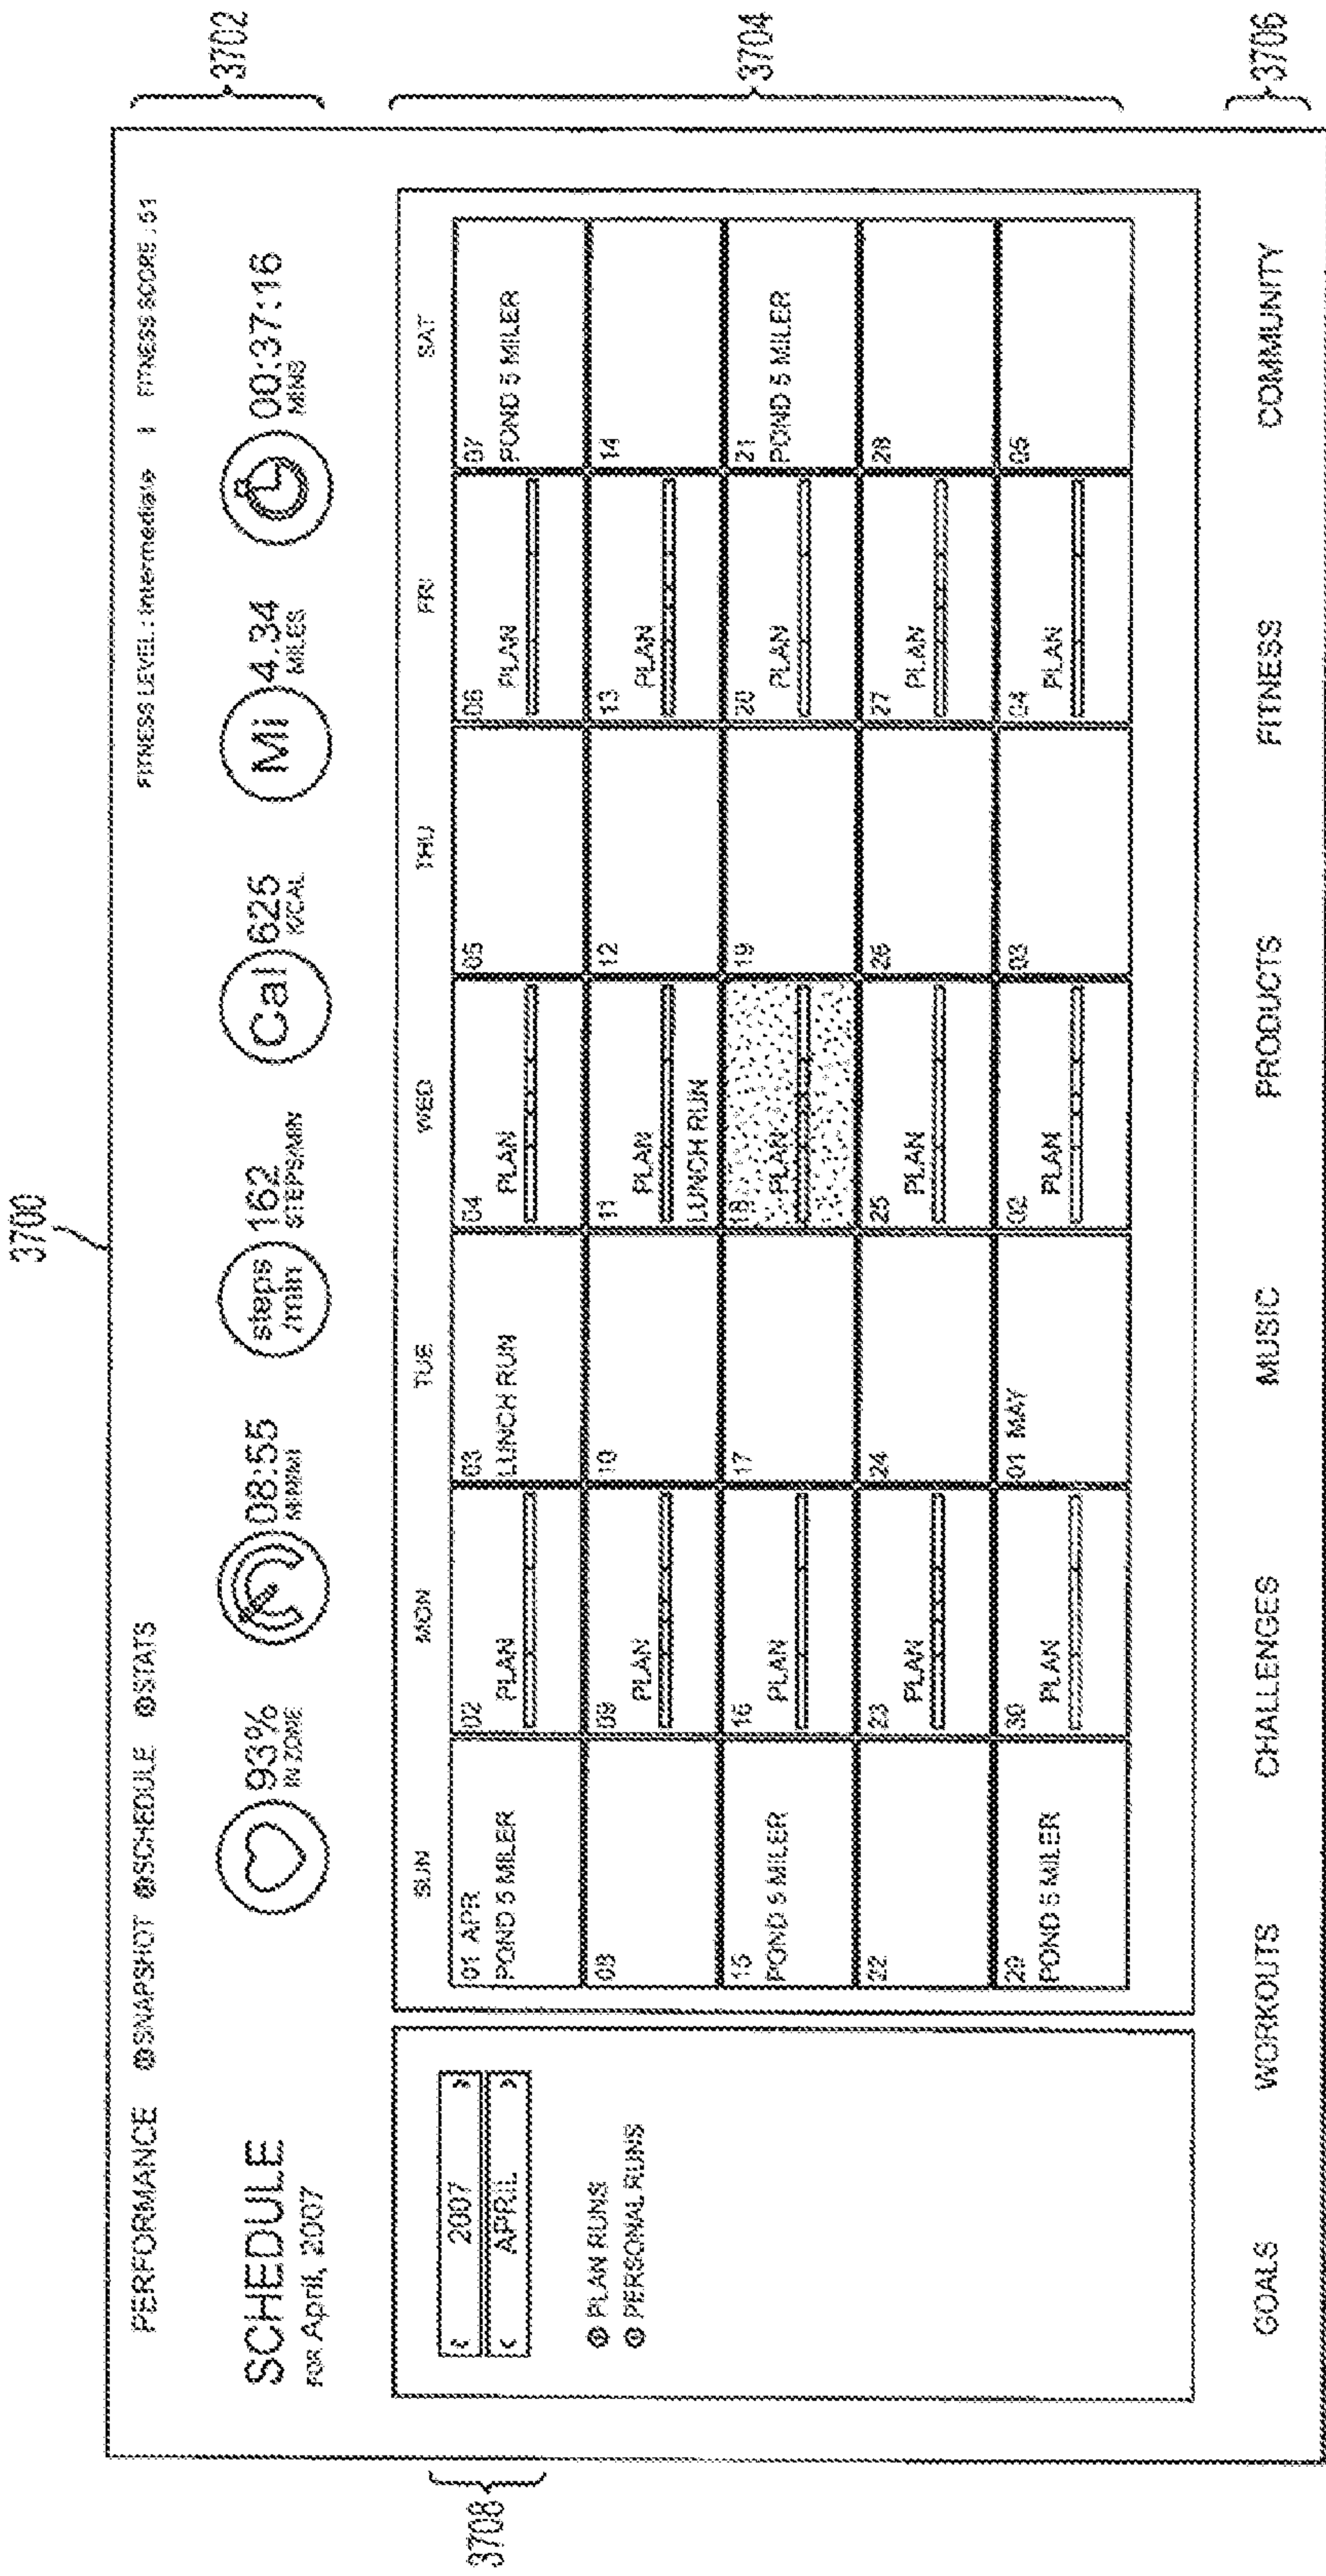 3700
PERFORMANCE SNAPSHOT SCHEDULE STATS
FITNESS LEVEL : Intermediate | FITNESS SCORE : 51
3702
SCHEDULE
FOR April, 2007
93%
IN ZONE
08:55
MI/MIN
steps
/min
162
STEPS/MIN
Cal
625
K/CAL
Mi
4.34
MILES
00:37:16
MINS
3708
< 2007 >
< APRIL >
PLAN RUNS
PERSONAL RUNS
3704
SUN MON TUE WED THU FRI SAT
01 APR 02 03 04 05 06 07
POND 5 MILER PLAN LUNCH RUN PLAN PLAN POND 5 MILER
08 09 10 11 12 13 14
PLAN PLAN PLAN
LUNCH RUN
15 16 17 18 19 20 21
POND 5 MILER PLAN PLAN PLAN POND 5 MILER
22 23 24 25 26 27 28
PLAN PLAN PLAN
29 30 01 MAY 02 03 04 05
POND 5 MILER PLAN PLAN PLAN
GOALS WORKOUTS CHALLENGES MUSIC PRODUCTS FITNESS COMMUNITY
3706